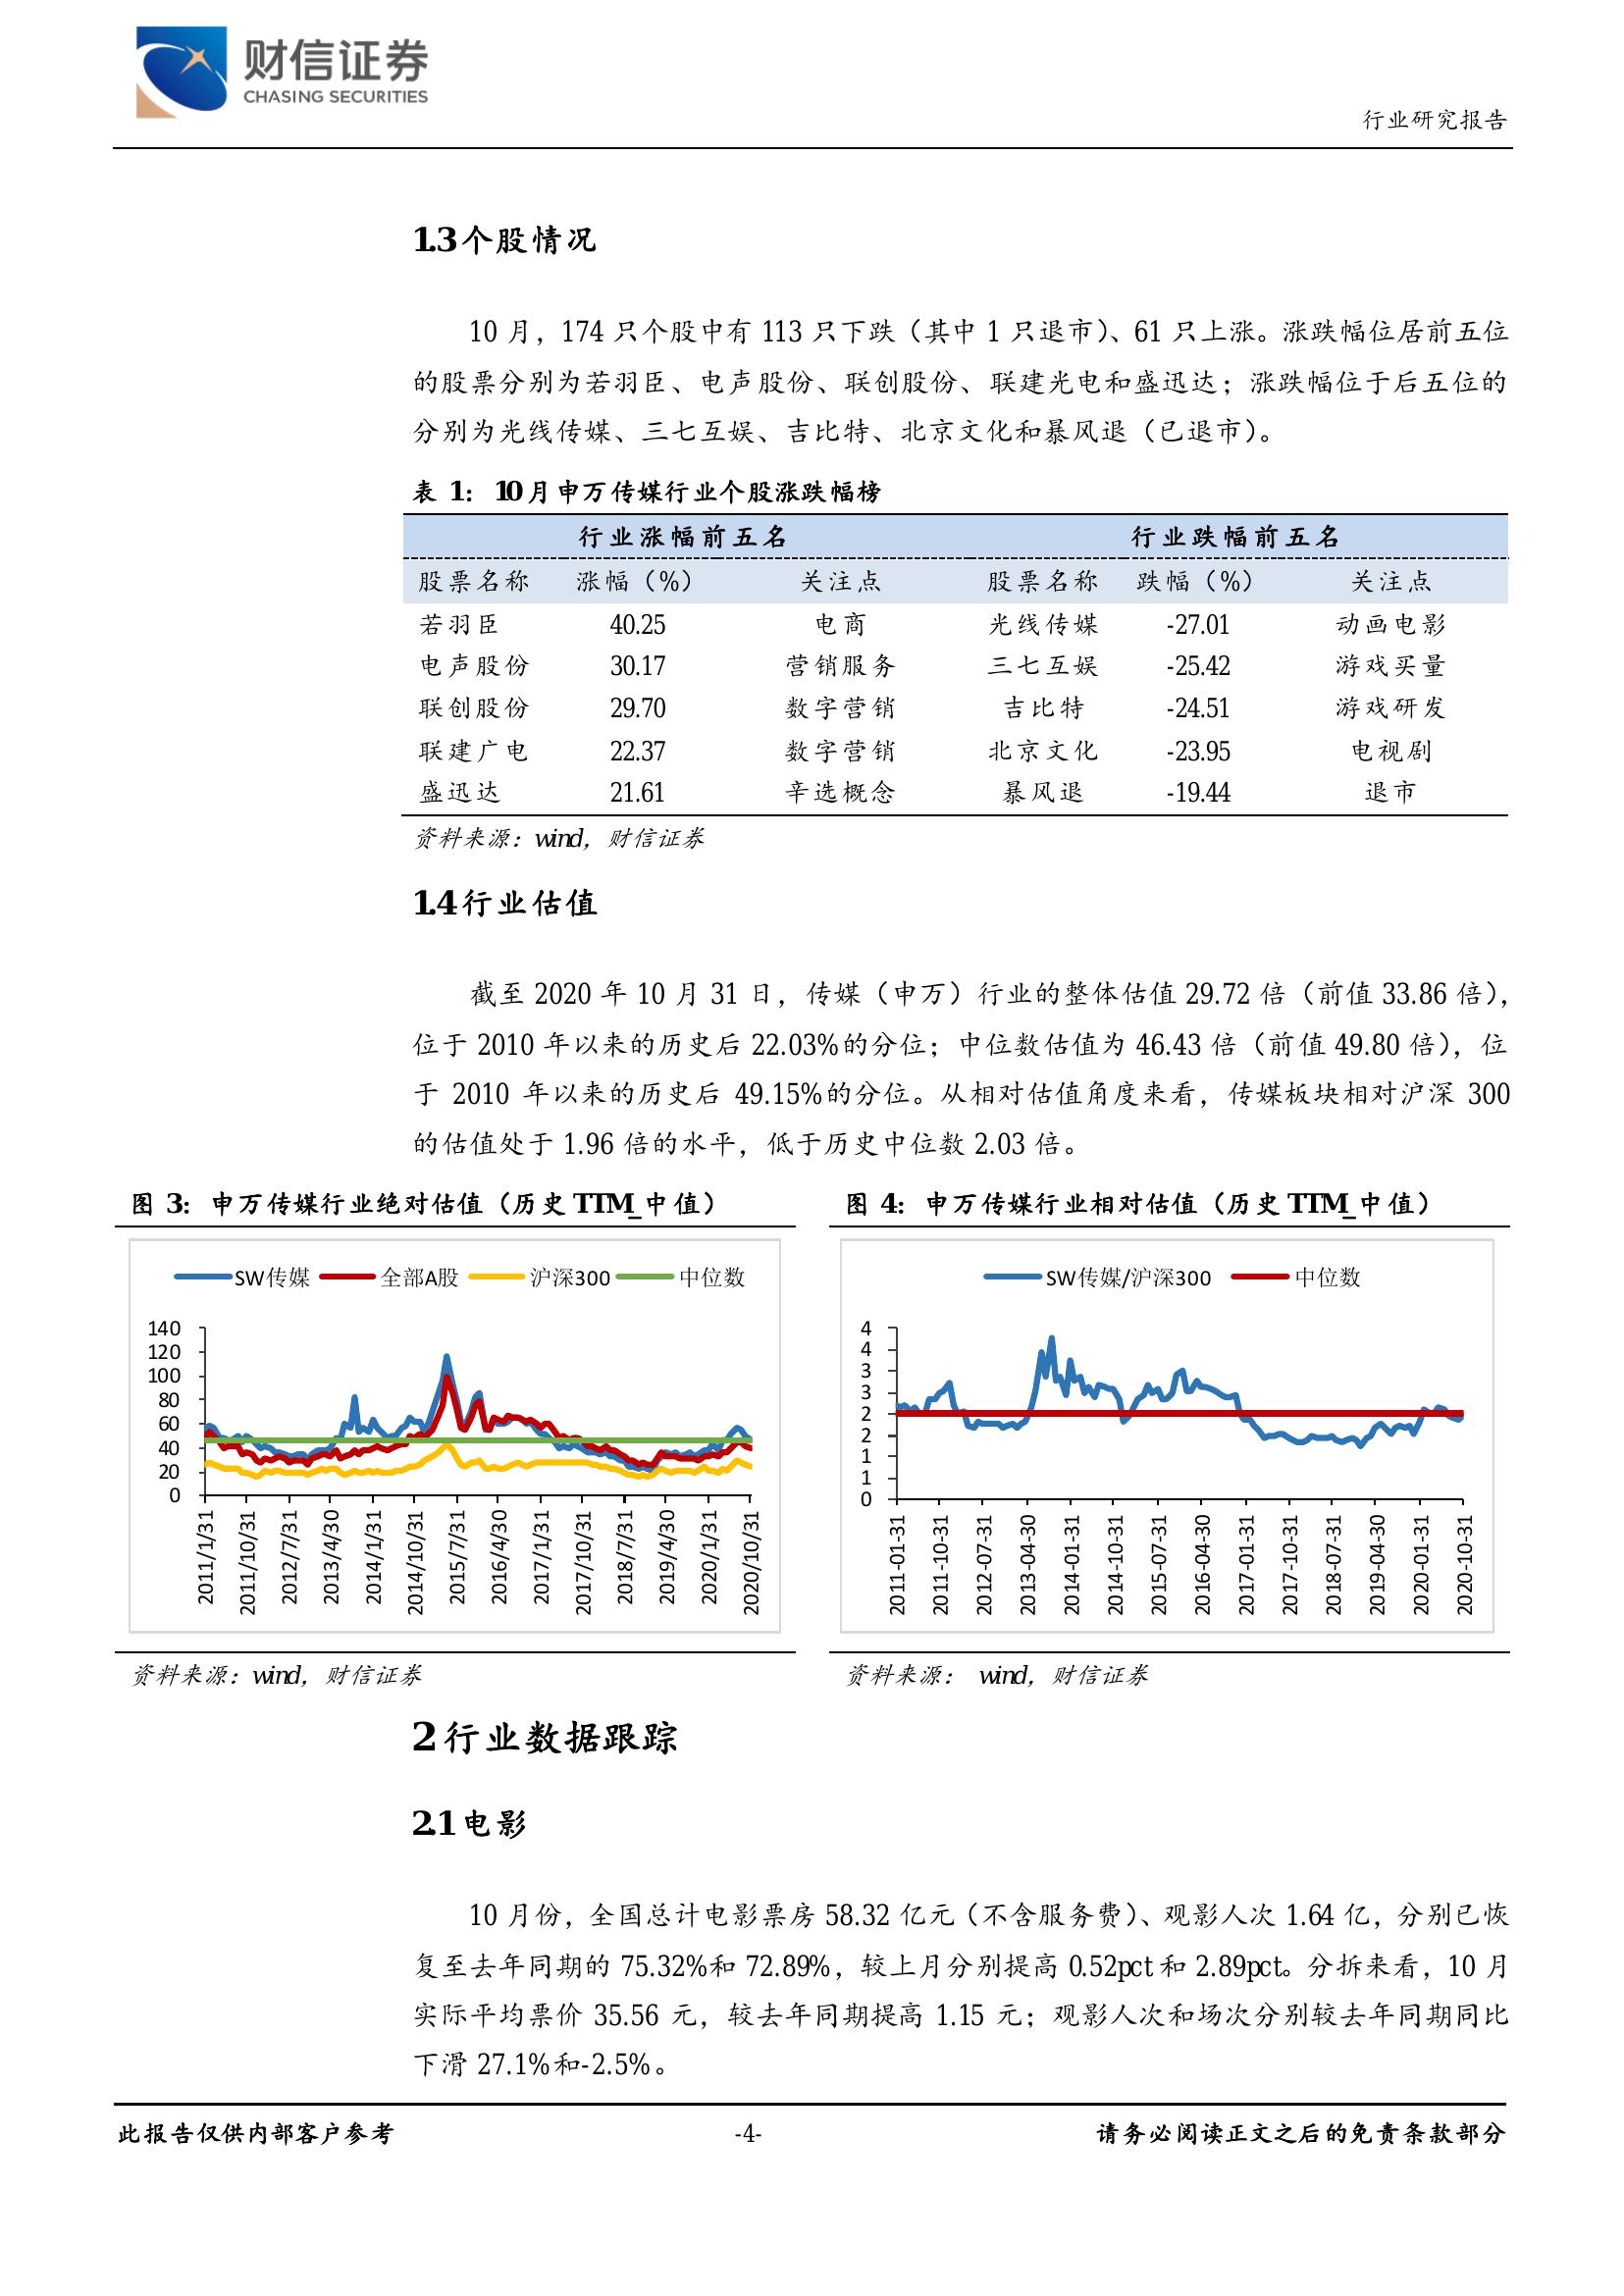 财信证券
CHASING SECURITIES
行业研究报告
1.3 个股情况
10 月，174 只个股中有 113 只下跌（其中 1 只退市）、61 只上涨。涨跌幅位居前五位
的股票分别为若羽臣、电声股份、联创股份、联建光电和盛迅达；涨跌幅位于后五位的
分别为光线传媒、三七互娱、吉比特、北京文化和暴风退（已退市）。
表 1：10 月申万传媒行业个股涨跌幅榜
行业涨幅前五名 行业跌幅前五名
股票名称 涨幅（%） 关注点 股票名称 跌幅（%） 关注点
若羽臣 40.25 电商 光线传媒 -27.01 动画电影
电声股份 30.17 营销服务 三七互娱 -25.42 游戏买量
联创股份 29.70 数字营销 吉比特 -24.51 游戏研发
联建广电 22.37 数字营销 北京文化 -23.95 电视剧
盛迅达 21.61 辛选概念 暴风退 -19.44 退市
资料来源：wind，财信证券
1.4 行业估值
截至 2020 年 10 月 31 日，传媒（申万）行业的整体估值 29.72 倍（前值 33.86 倍），
位于 2010 年以来的历史后 22.03%的分位；中位数估值为 46.43 倍（前值 49.80 倍），位
于 2010 年以来的历史后 49.15%的分位。从相对估值角度来看，传媒板块相对沪深 300
的估值处于 1.96 倍的水平，低于历史中位数 2.03 倍。
图 3：申万传媒行业绝对估值（历史 TTM_中值）
SW传媒 全部A股 沪深300 中位数
140
120
100
80
60
40
20
0
2011/1/31
2011/10/31
2012/7/31
2013/4/30
2014/1/31
2014/10/31
2015/7/31
2016/4/30
2017/1/31
2017/10/31
2018/7/31
2019/4/30
2020/1/31
2020/10/31
资料来源：wind，财信证券
图 4：申万传媒行业相对估值（历史 TTM_中值）
SW传媒/沪深300 中位数
4
4
3
3
2
2
1
1
0
2011-01-31
2011-10-31
2012-07-31
2013-04-30
2014-01-31
2014-10-31
2015-07-31
2016-04-30
2017-01-31
2017-10-31
2018-07-31
2019-04-30
2020-01-31
2020-10-31
资料来源： wind，财信证券
2 行业数据跟踪
2.1 电影
10 月份，全国总计电影票房 58.32 亿元（不含服务费）、观影人次 1.64 亿，分别已恢
复至去年同期的 75.32%和 72.89%，较上月分别提高 0.52pct 和 2.89pct。分拆来看，10 月
实际平均票价 35.56 元，较去年同期提高 1.15 元；观影人次和场次分别较去年同期同比
下滑 27.1%和-2.5%。
此报告仅供内部客户参考 -4- 请务必阅读正文之后的免责条款部分